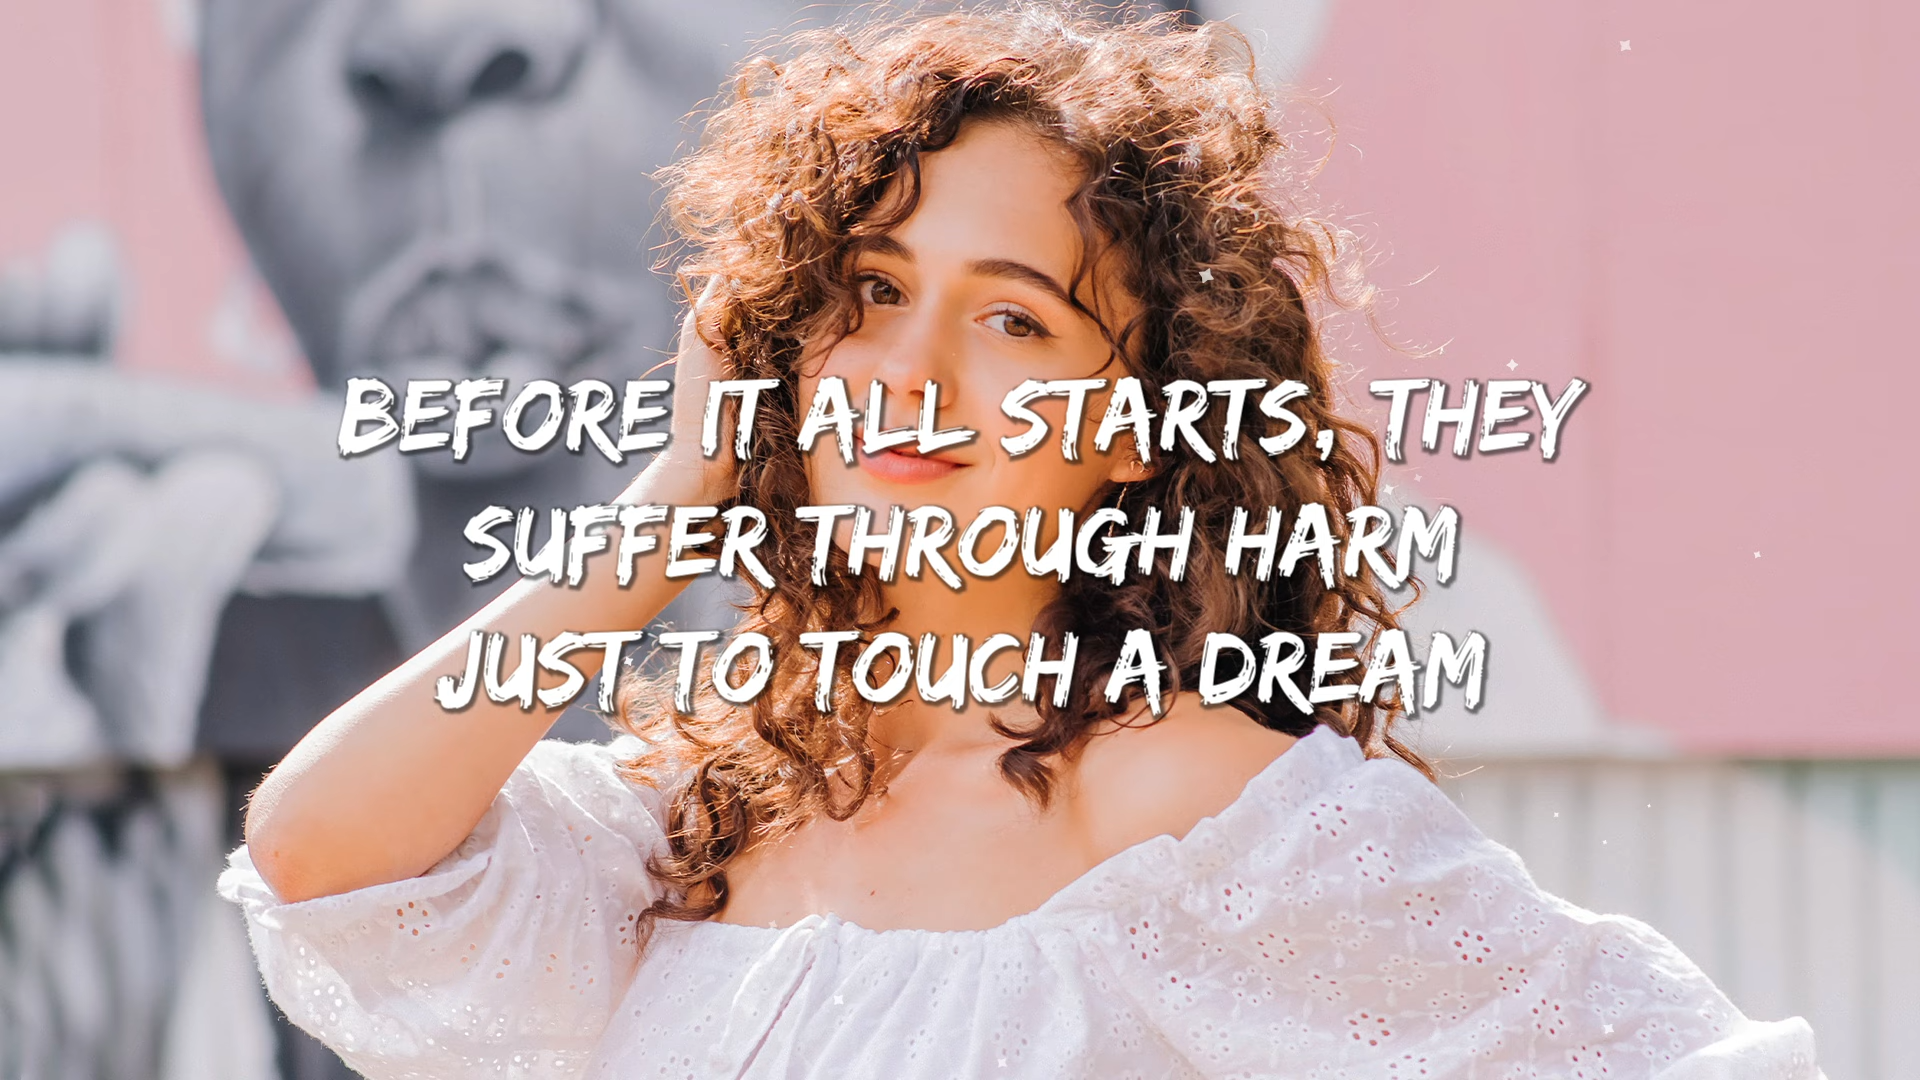 BEFORE IT ALL STARTS, THEY
SUFFER THROUGH HARM
JUST TO TOUCH A DREAM